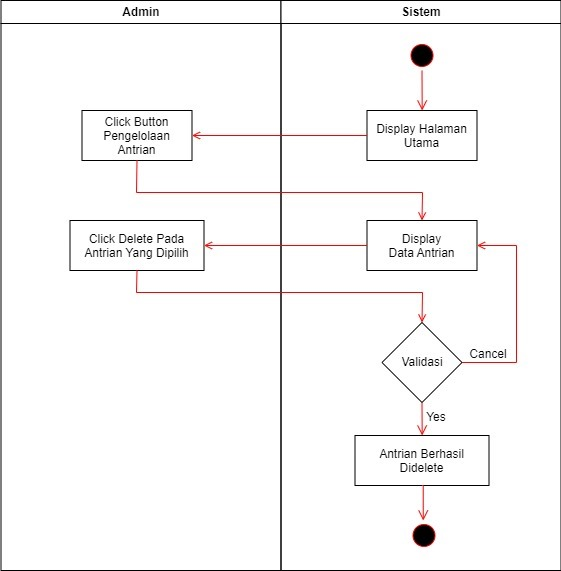 Admin
Sistem
Display Halaman
Utama
Click Button
Pengelolaan
Antrian
Display
Data Antrian
Click Delete Pada
Antrian Yang Dipilih
Validasi
Cancel
Yes
Antrian Berhasil
Didelete